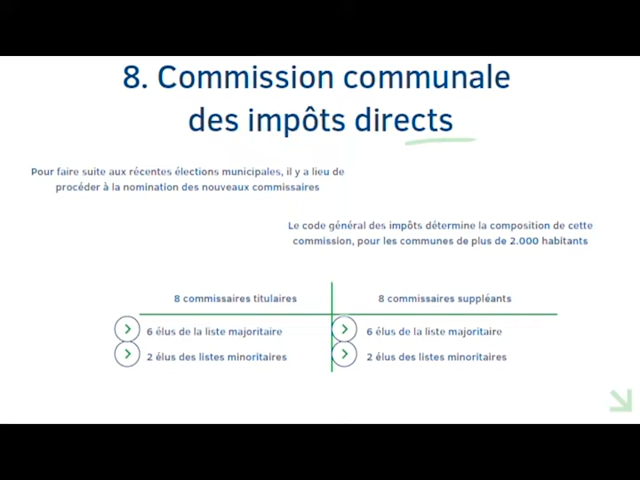 8. Commission communale
des impôts directs
Pour faire suite aux récentes élections municipales, il y a lieu de
procéder à la nomination des nouveaux commissaires
Le code général des impôts détermine la composition de cette
commission, pour les communes de plus de 2.000 habitants
8 commissaires titulaires
8 commissaires suppléants
6 élus de la liste majoritaire
6 élus de la liste majoritaire
2 élus des listes minoritaires
2 élus des listes minoritaires